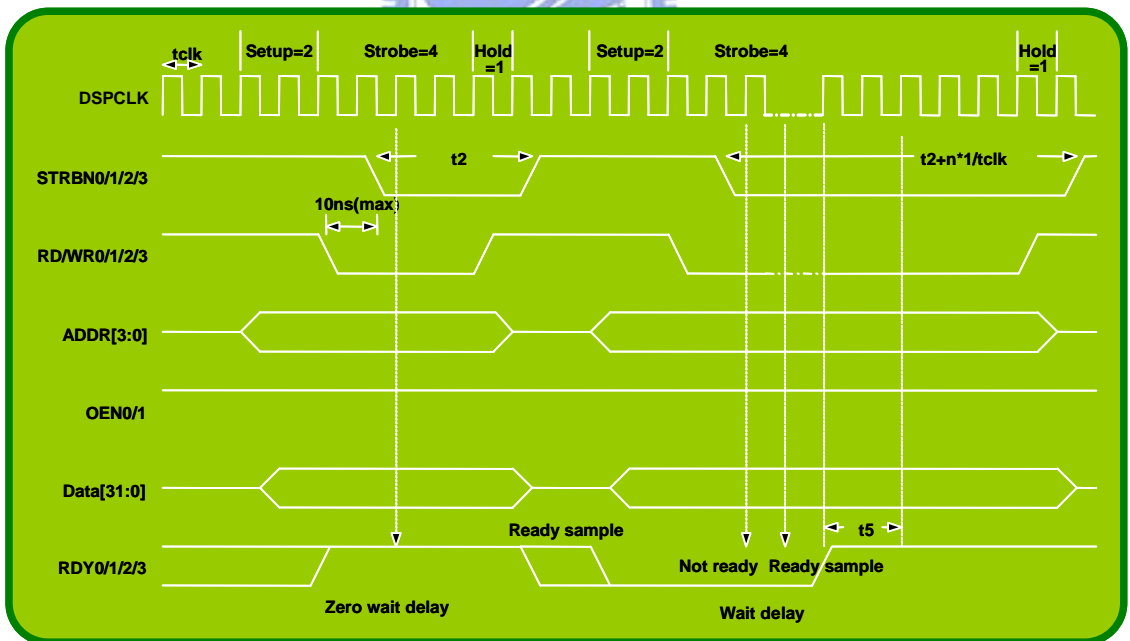 tclk
Setup=2
Strobe=4
Hold
=1
Setup=2
Strobe=4
Hold
=1
DSPCLK
STRBN0/1/2/3
t2
t2+n*1/tclk
10ns(max)
RD/WR0/1/2/3
ADDR[3:0]
OEN0/1
Data[31:0]
Ready sample
t5
RDY0/1/2/3
Not ready
Ready sample
Zero wait delay
Wait delay